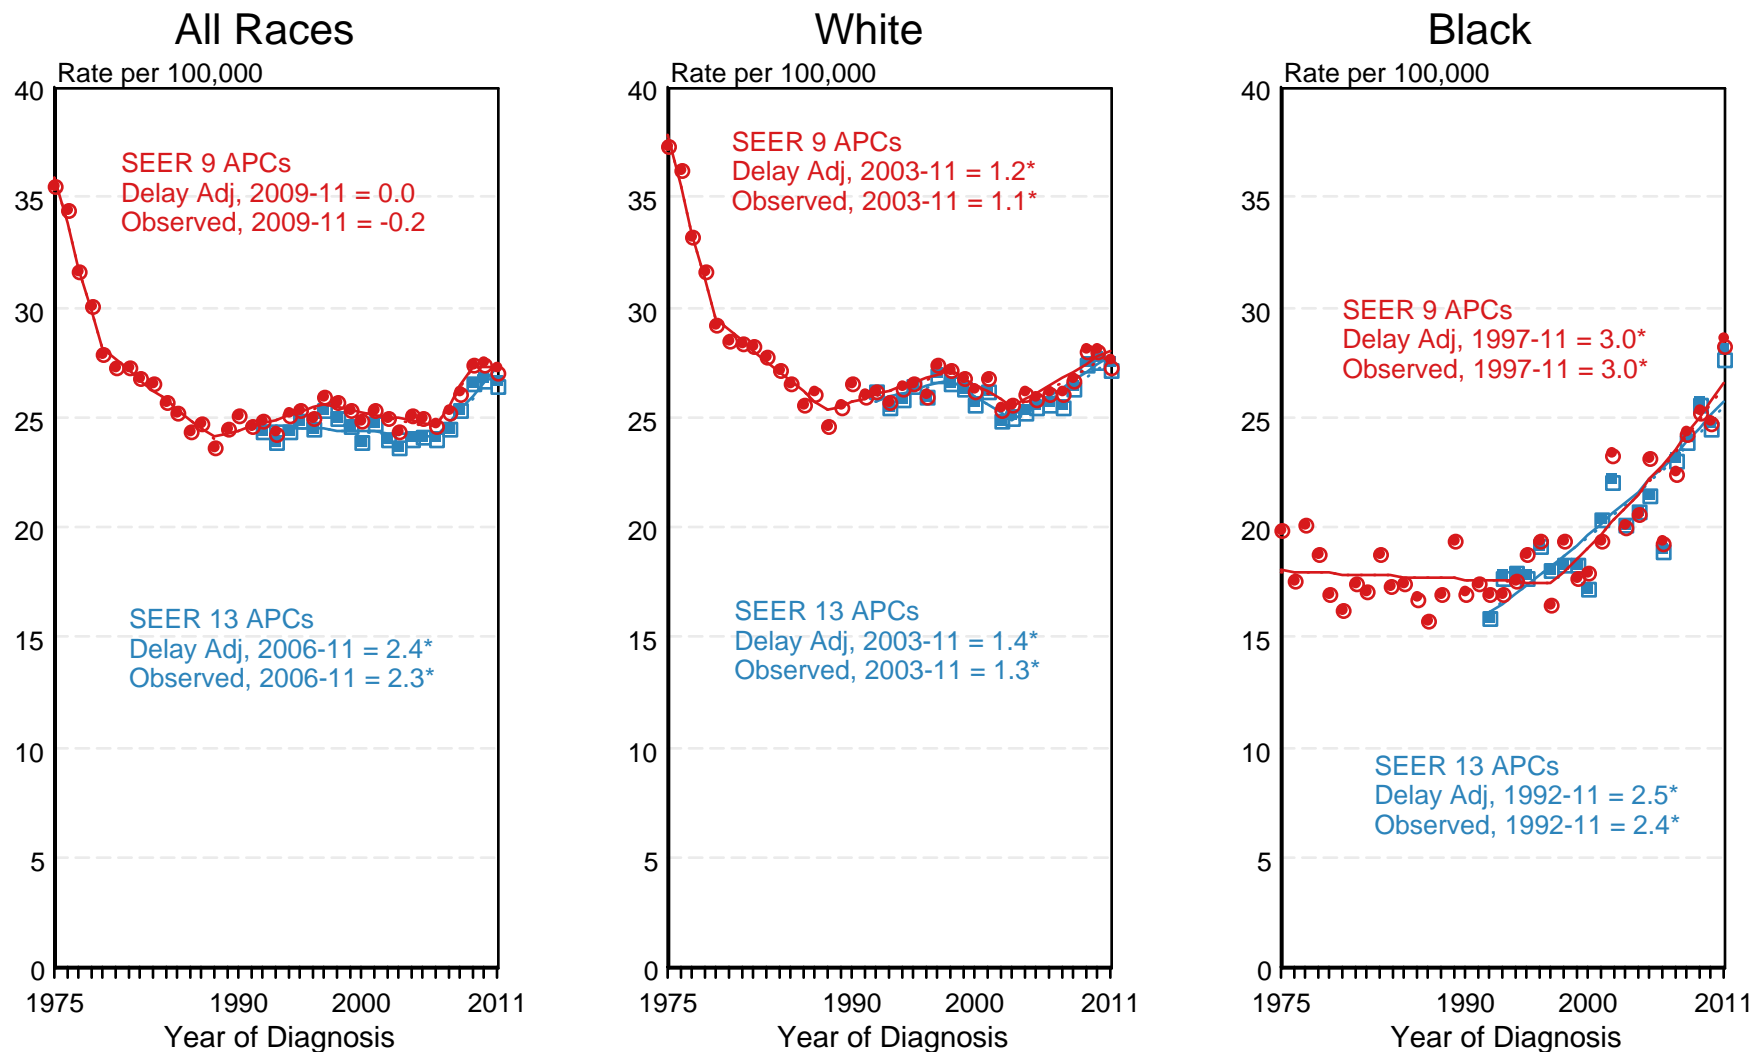 All Races
Rate per 100,000
40
35
30
25
20
15
10
5
0
SEER 9 APCs
Delay Adj, 2009-11 = 0.0
Observed, 2009-11 = -0.2
SEER 13 APCs
Delay Adj, 2006-11 = 2.4*
Observed, 2006-11 = 2.3*
1975 1990 2000 2011
Year of Diagnosis
White
Rate per 100,000
40
35
30
25
20
15
10
5
0
SEER 9 APCs
Delay Adj, 2003-11 = 1.2*
Observed, 2003-11 = 1.1*
SEER 13 APCs
Delay Adj, 2003-11 = 1.4*
Observed, 2003-11 = 1.3*
1975 1990 2000 2011
Year of Diagnosis
Black
Rate per 100,000
40
35
30
25
20
15
10
5
0
SEER 9 APCs
Delay Adj, 1997-11 = 3.0*
Observed, 1997-11 = 3.0*
SEER 13 APCs
Delay Adj, 1992-11 = 2.5*
Observed, 1992-11 = 2.4*
1975 1990 2000 2011
Year of Diagnosis